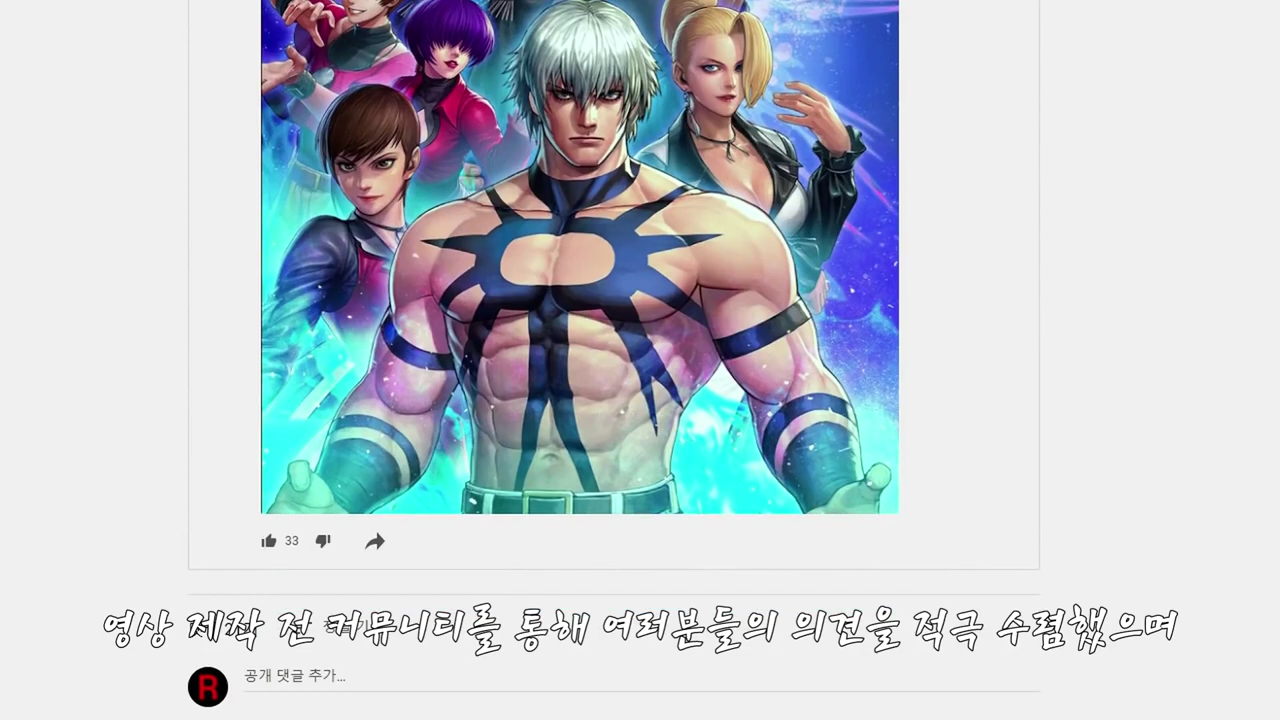 33
영상 제작 전 커뮤니티를 통해 여러분들의 의견을 적극 수렴했으며
R
공개 댓글 추가...